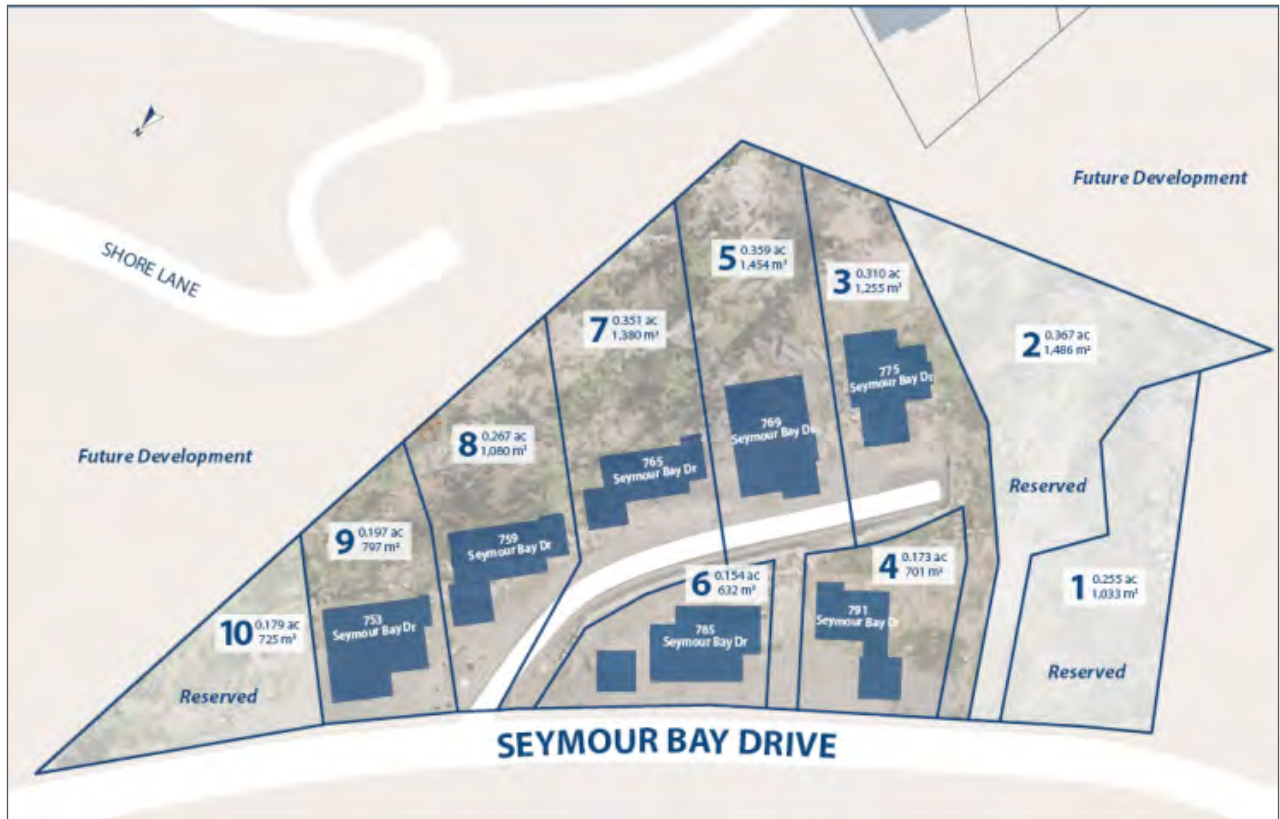 N
Future Development
SHORE LANE
5 0.359 ac
1,454 m²
3 0.310 ac
1,255 m²
7 0.351 ac
1,380 m²
2 0.367 ac
1,486 m²
775
Seymour Bay Dr
769
Seymour Bay Dr
8 0.267 ac
1,080 m²
Future Development
765
Seymour Bay Dr
Reserved
9 0.197 ac
797 m²
759
Seymour Bay Dr
4 0.173 ac
701 m²
6 0.154 ac
632 m²
1 0.255 ac
1,033 m²
10 0.179 ac
725 m²
753
Seymour Bay Dr
785
Seymour Bay Dr
791
Seymour Bay Dr
Reserved
Reserved
SEYMOUR BAY DRIVE